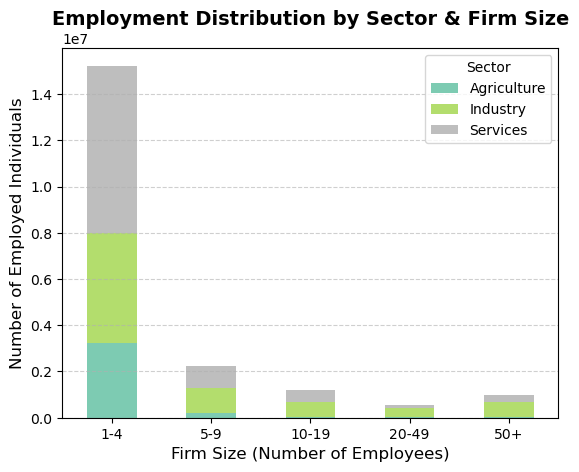 Employment Distribution by Sector & Firm Size
1e7
1.4
1.2
1.0
0.8
0.6
0.4
0.2
0.0
Number of Employed Individuals
Sector
Agriculture
Industry
Services
1-4
5-9
10-19
20-49
50+
Firm Size (Number of Employees)